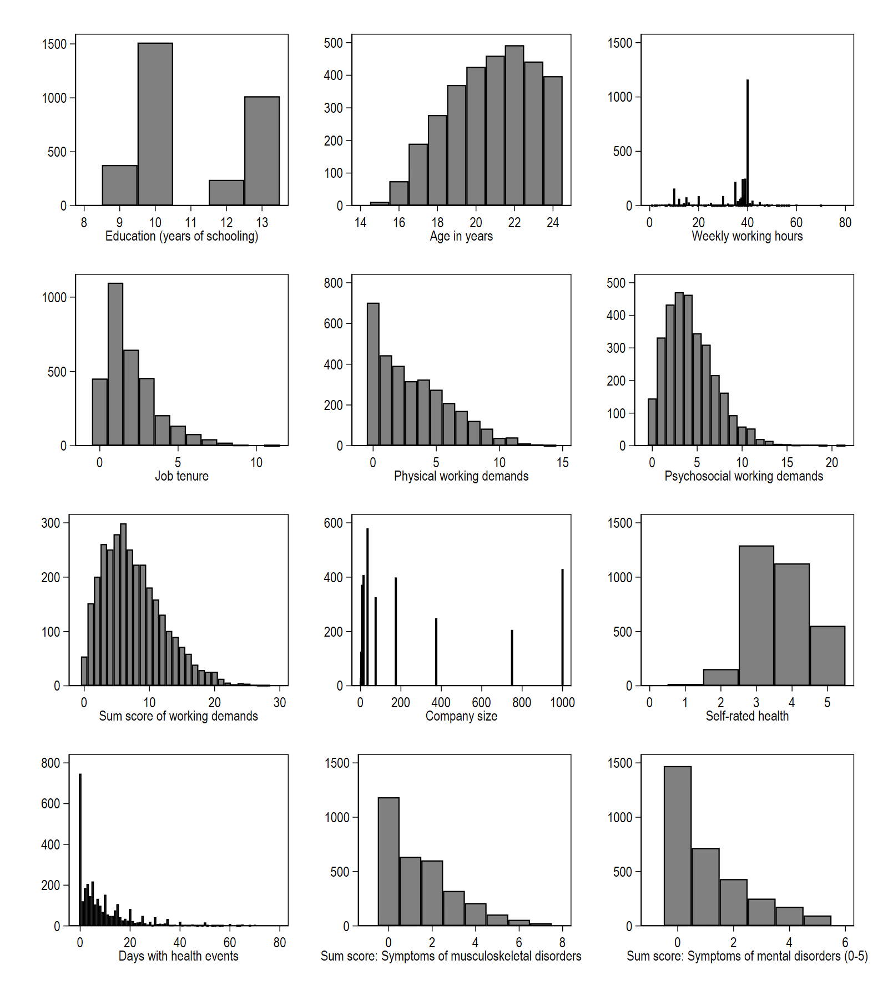 1500
1000
500
0
8 9 10 11 12 13
Education (years of schooling)
500
400
300
200
100
0
14 16 18 20 22 24
Age in years
1500
1000
500
0
0 20 40 60 80
Weekly working hours
1000
500
0
0 5 10
Job tenure
800
600
400
200
0
0 5 10 15
Physical working demands
500
400
300
200
100
0
0 5 10 15 20
Psychosocial working demands
300
200
100
0
0 10 20 30
Sum score of working demands
600
400
200
0
0 200 400 600 800 1000
Company size
1500
1000
500
0
0 1 2 3 4 5
Self-rated health
800
600
400
200
0
0 20 40 60 80
Days with health events
1500
1000
500
0
0 2 4 6 8
Sum score: Symptoms of musculoskeletal disorders
1500
1000
500
0
0 2 4 6
Sum score: Symptoms of mental disorders (0-5)